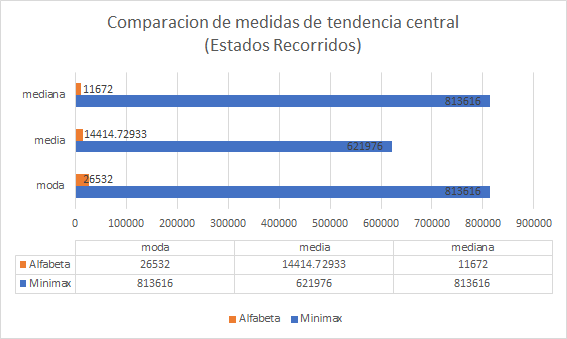 Comparacion de medidas de tendencia central
(Estados Recorridos)
mediana 11672 813616
media 14414.72933 621976
moda 26532 813616
0 100000 200000 300000 400000 500000 600000 700000 800000 900000
moda media mediana
Alfabeta 26532 14414.72933 11672
Minimax 813616 621976 813616
Alfabeta Minimax